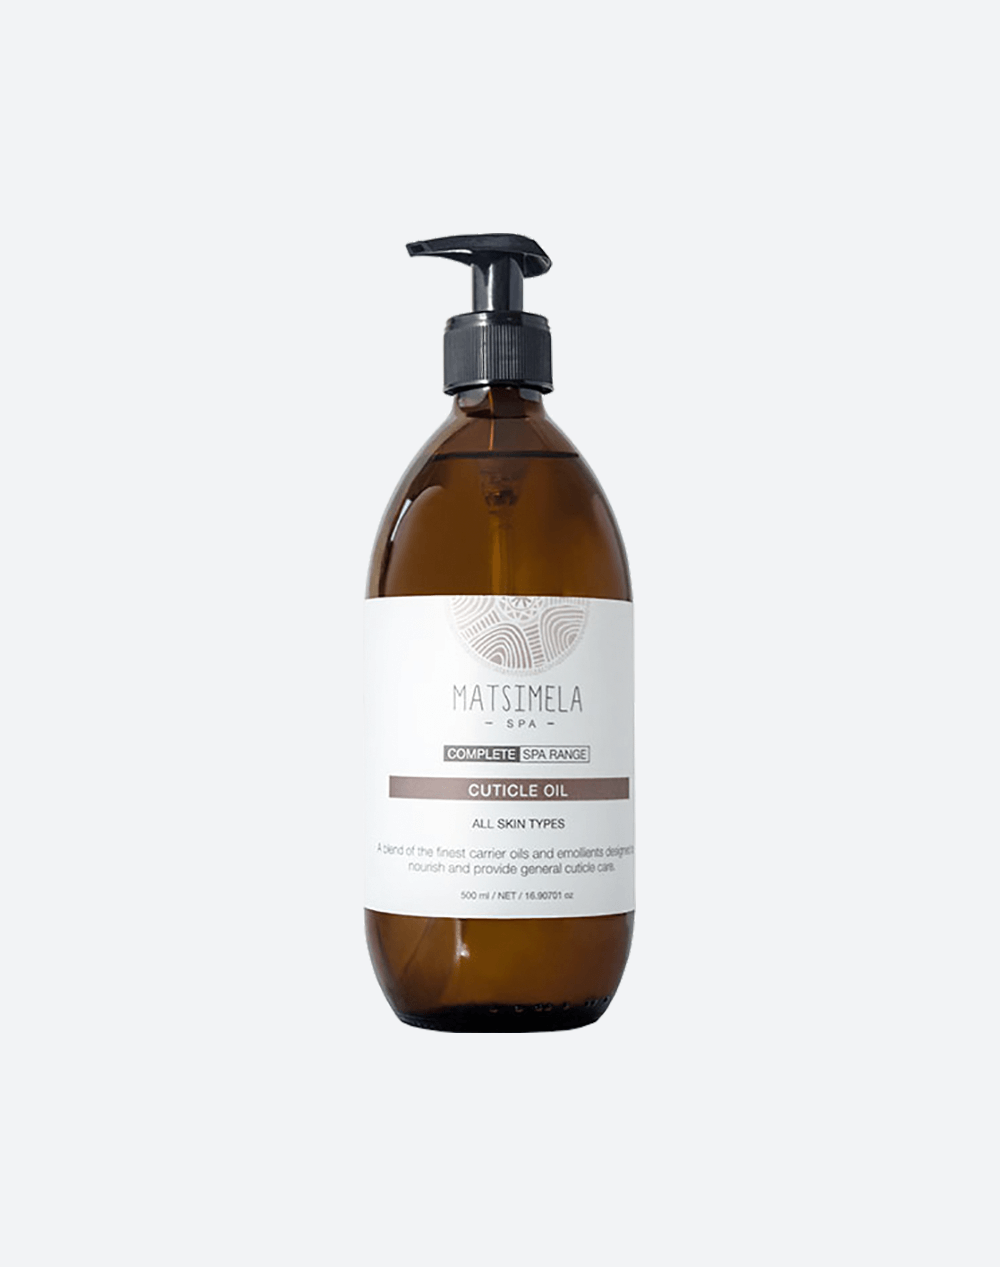 MATSIMELA
- SPA -
COMPLETE SPA RANGE
CUTICLE OIL
ALL SKIN TYPES
A blend of the finest carrier oils and emollients designed to
nourish and provide general cuticle care.
500 ml / NET / 16.90701 oz